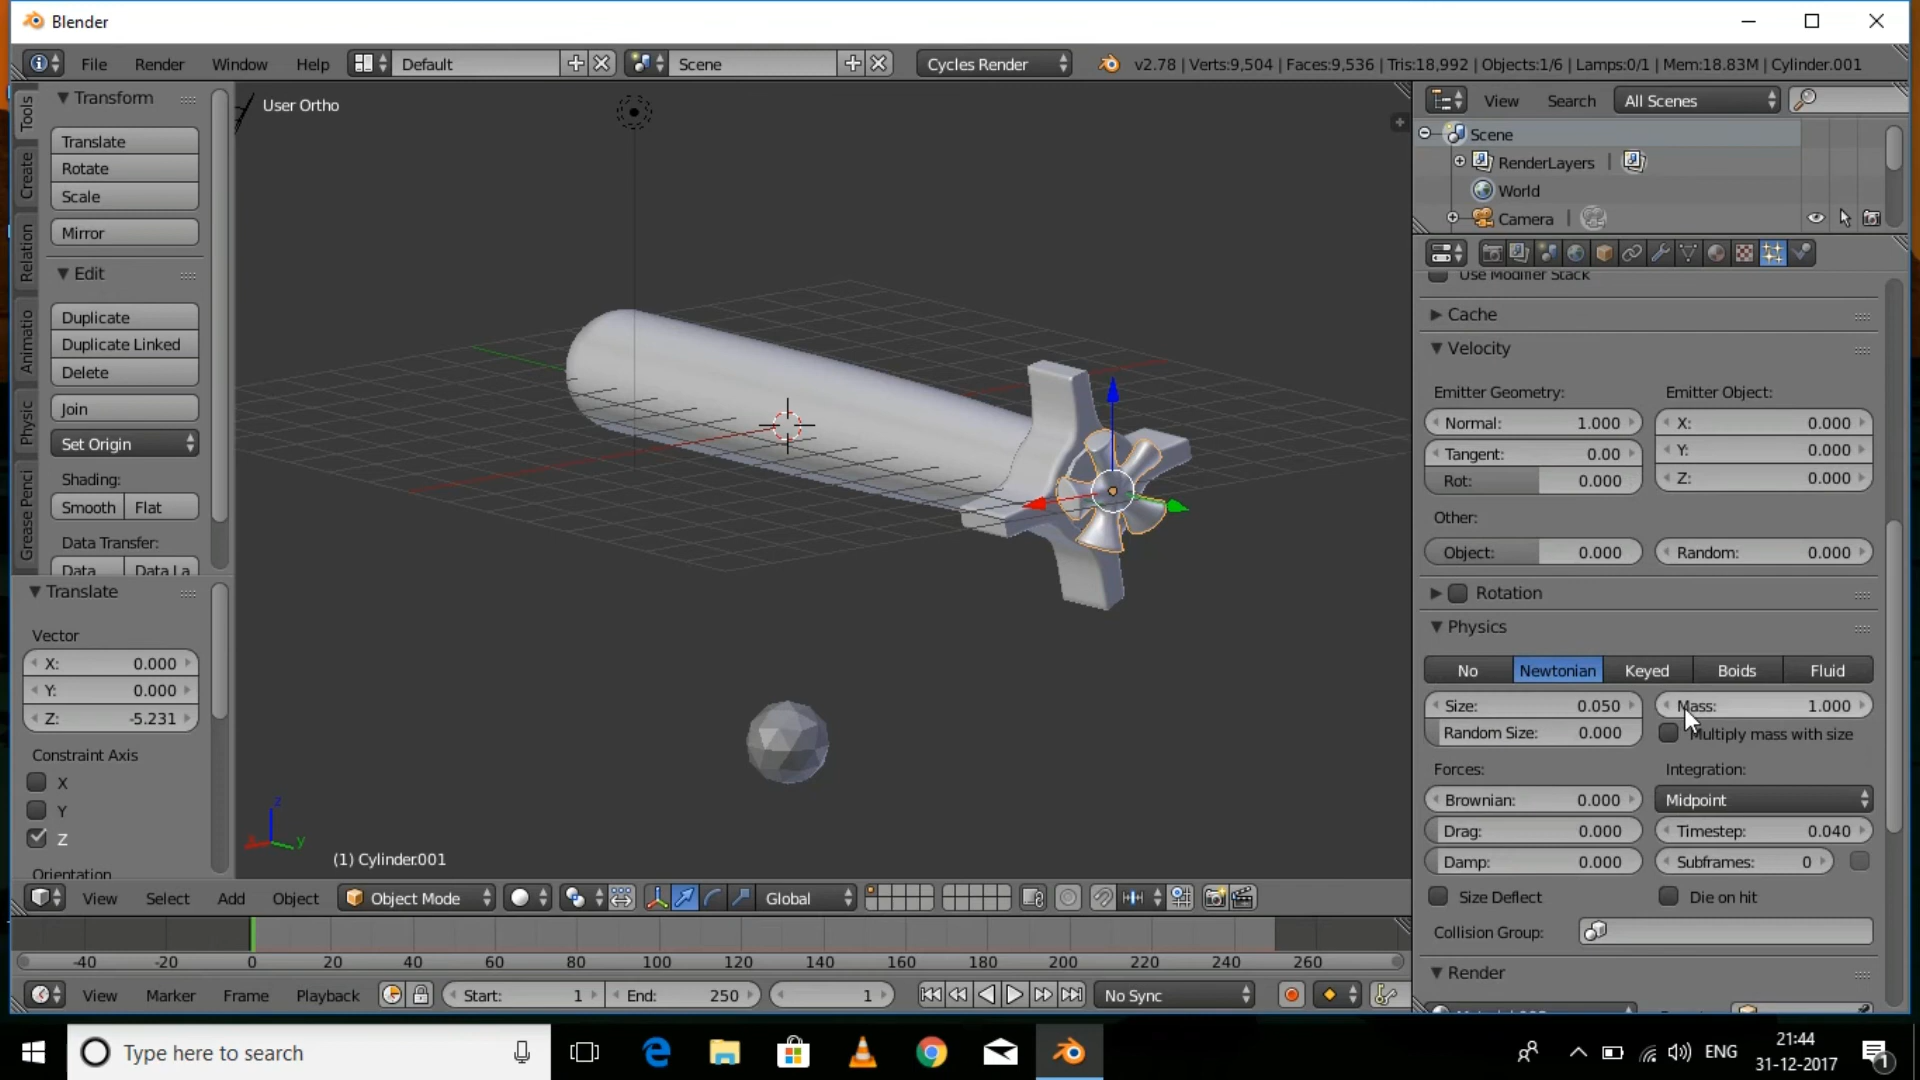 Blender
File Render Window Help Default Scene Cycles Render v2.78 | Verts:9,504 | Faces:9,536 | Tris:18,992 | Objects:1/6 | Lamps:0/1 | Mem:18.83M | Cylinder.001
Tools
Create
Relation
Animatio
Physic
Grease Penci
Transform
Translate
Rotate
Scale
Mirror
Edit
Duplicate
Duplicate Linked
Delete
Join
Set Origin
Shading:
Smooth Flat
Data Transfer:
Data Data La
Translate
Vector
X: 0.000
Y: 0.000
Z: -5.231
Constraint Axis
X
Y
Z
Orientation
User Ortho
z
y
(1) Cylinder.001
View Select Add Object Object Mode Global
-40 -20 0 20 40 60 80 100 120 140 160 180 200 220 240 260
View Marker Frame Playback Start: 1 End: 250 1 No Sync
View Search All Scenes
Scene
RenderLayers |
World
Camera |
Use Modifier Stack
Cache
Velocity
Emitter Geometry: Emitter Object:
Normal: 1.000 X: 0.000
Tangent: 0.00 Y: 0.000
Rot: 0.000 Z: 0.000
Other:
Object: 0.000 Random: 0.000
Rotation
Physics
No Newtonian Keyed Boids Fluid
Size: 0.050 Mass: 1.000
Random Size: 0.000 Multiply mass with size
Forces: Integration:
Brownian: 0.000 Midpoint
Drag: 0.000 Timestep: 0.040
Damp: 0.000 Subframes: 0
Size Deflect Die on hit
Collision Group:
Render
Type here to search
ENG
21:44
31-12-2017
1